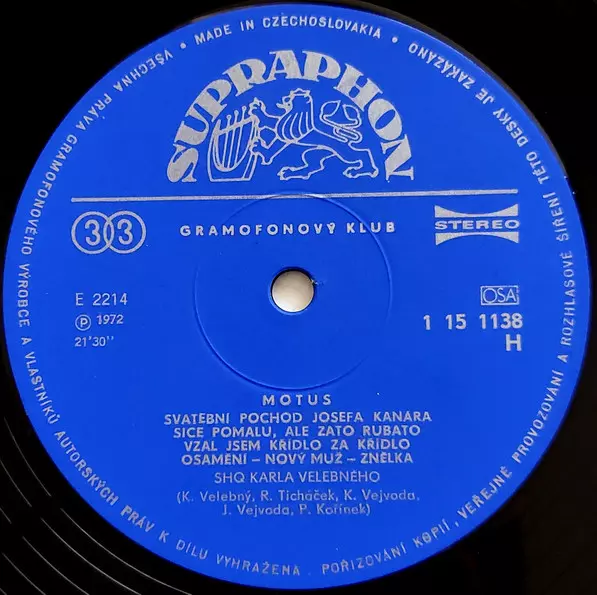 VŠECHNA PRÁVA GRAMOFONOVÉHO VÝROBCE A VLASTNÍKŮ AUTORSKÝCH PRÁV K DÍLU VYHRAŽENA. POŘIZOVÁNÍ KOPIÍ, VEŘEJNÉ PROVOZOVÁNÍ A ROZHLASOVÉ ŠÍŘENÍ TÉTO DESKY JE ZAKÁZÁNO
• MADE IN CZECHOSLOVAKIA •
SUPRAPHON
33 GRAMOFONOVÝ KLUB STEREO
E 2214
℗ 1972
21'30''
OSA
1 15 1138
H
MOTUS
SVATEBNÍ POCHOD JOSEFA KANARA
SICE POMALU, ALE ZATO RUBATO
VZAL JSEM KŘÍDLO ZA KŘÍDLO
OSAMĚNÍ – NOVÝ MUŽ – ZNĚLKA
SHQ KARLA VELEBNÉHO
(K. Velebný, R. Ticháček, K. Vejvoda,
J. Vejvoda, P. Kořínek)